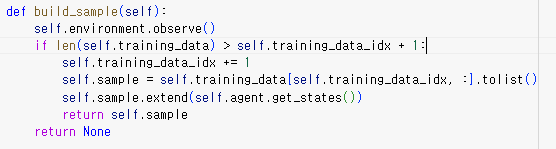 def build_sample(self):
    self.environment.observe()
    if len(self.training_data) > self.training_data_idx + 1:
        self.training_data_idx += 1
        self.sample = self.training_data[self.training_data_idx, :].tolist()
        self.sample.extend(self.agent.get_states())
        return self.sample
    return None